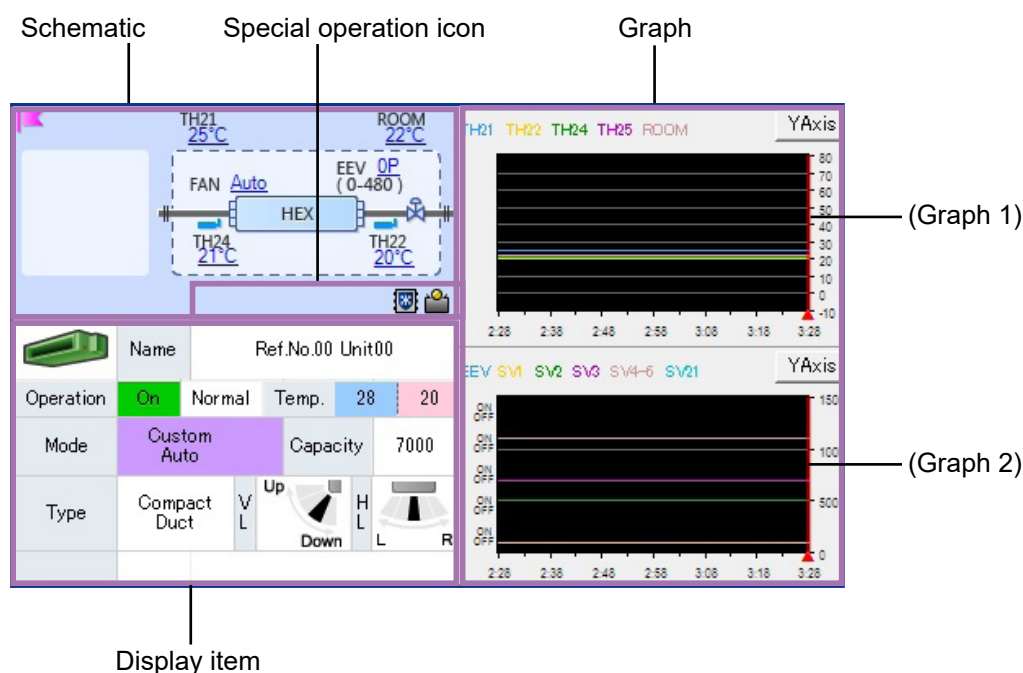 Schematic
Special operation icon
Graph
TH21
25°C
ROOM
22°C
FAN Auto
EEV 0P
(0-480)
HEX
TH24
21°C
TH22
20°C
Name
Ref.No.00 Unit00
Operation
On
Normal
Temp.
28
20
Mode
Custom
Auto
Capacity
7000
Type
Compact
Duct
V
L
Up
Down
H
L
L
R
TH21 TH22 TH24 TH25 ROOM
YAxis
80
70
60
50
40
30
20
10
0
-10
2:28 2:38 2:48 2:58 3:08 3:18 3:28
(Graph 1)
EEV SV1 SV2 SV3 SV4-6 SV21
YAxis
ON
OFF
ON
OFF
ON
OFF
ON
OFF
ON
OFF
500
0
2:28 2:38 2:48 2:58 3:08 3:18 3:28
(Graph 2)
Display item